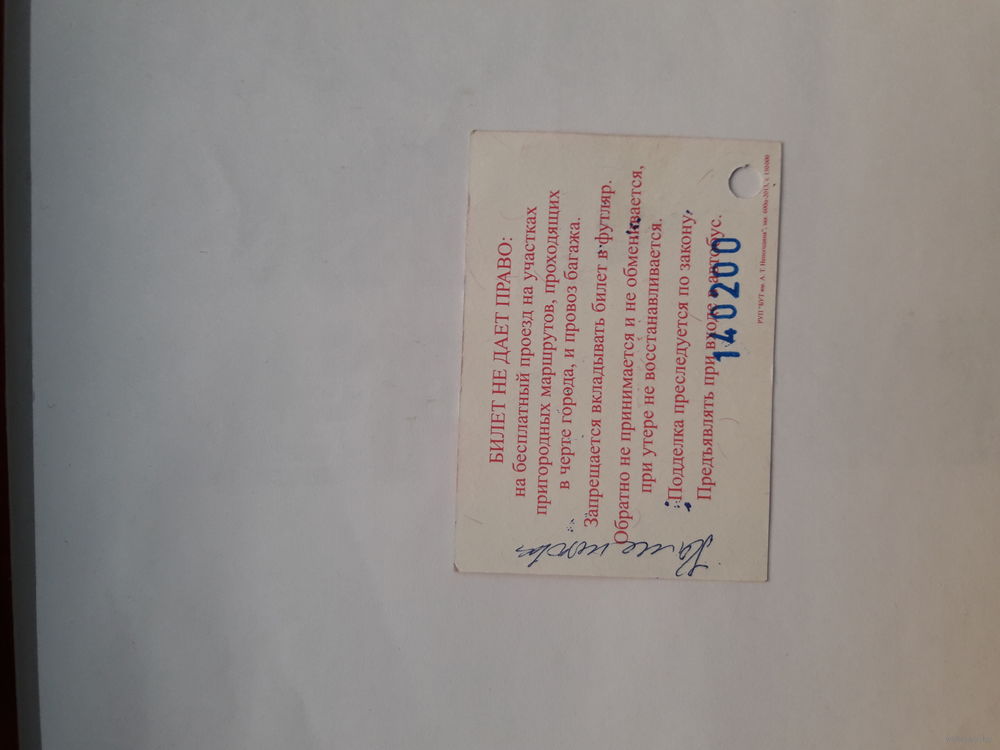 БИЛЕТ НЕ ДАЕТ ПРАВО:
на бесплатный проезд на участках
пригородных маршрутов, проходящих
в черте города, и провоз багажа.
Запрещается вкладывать билет в футляр.
Обратно не принимается и не обменивается,
при утере не восстанавливается.
Подделка преследуется по закону.
Предъявлять при входе в автобус.
140200